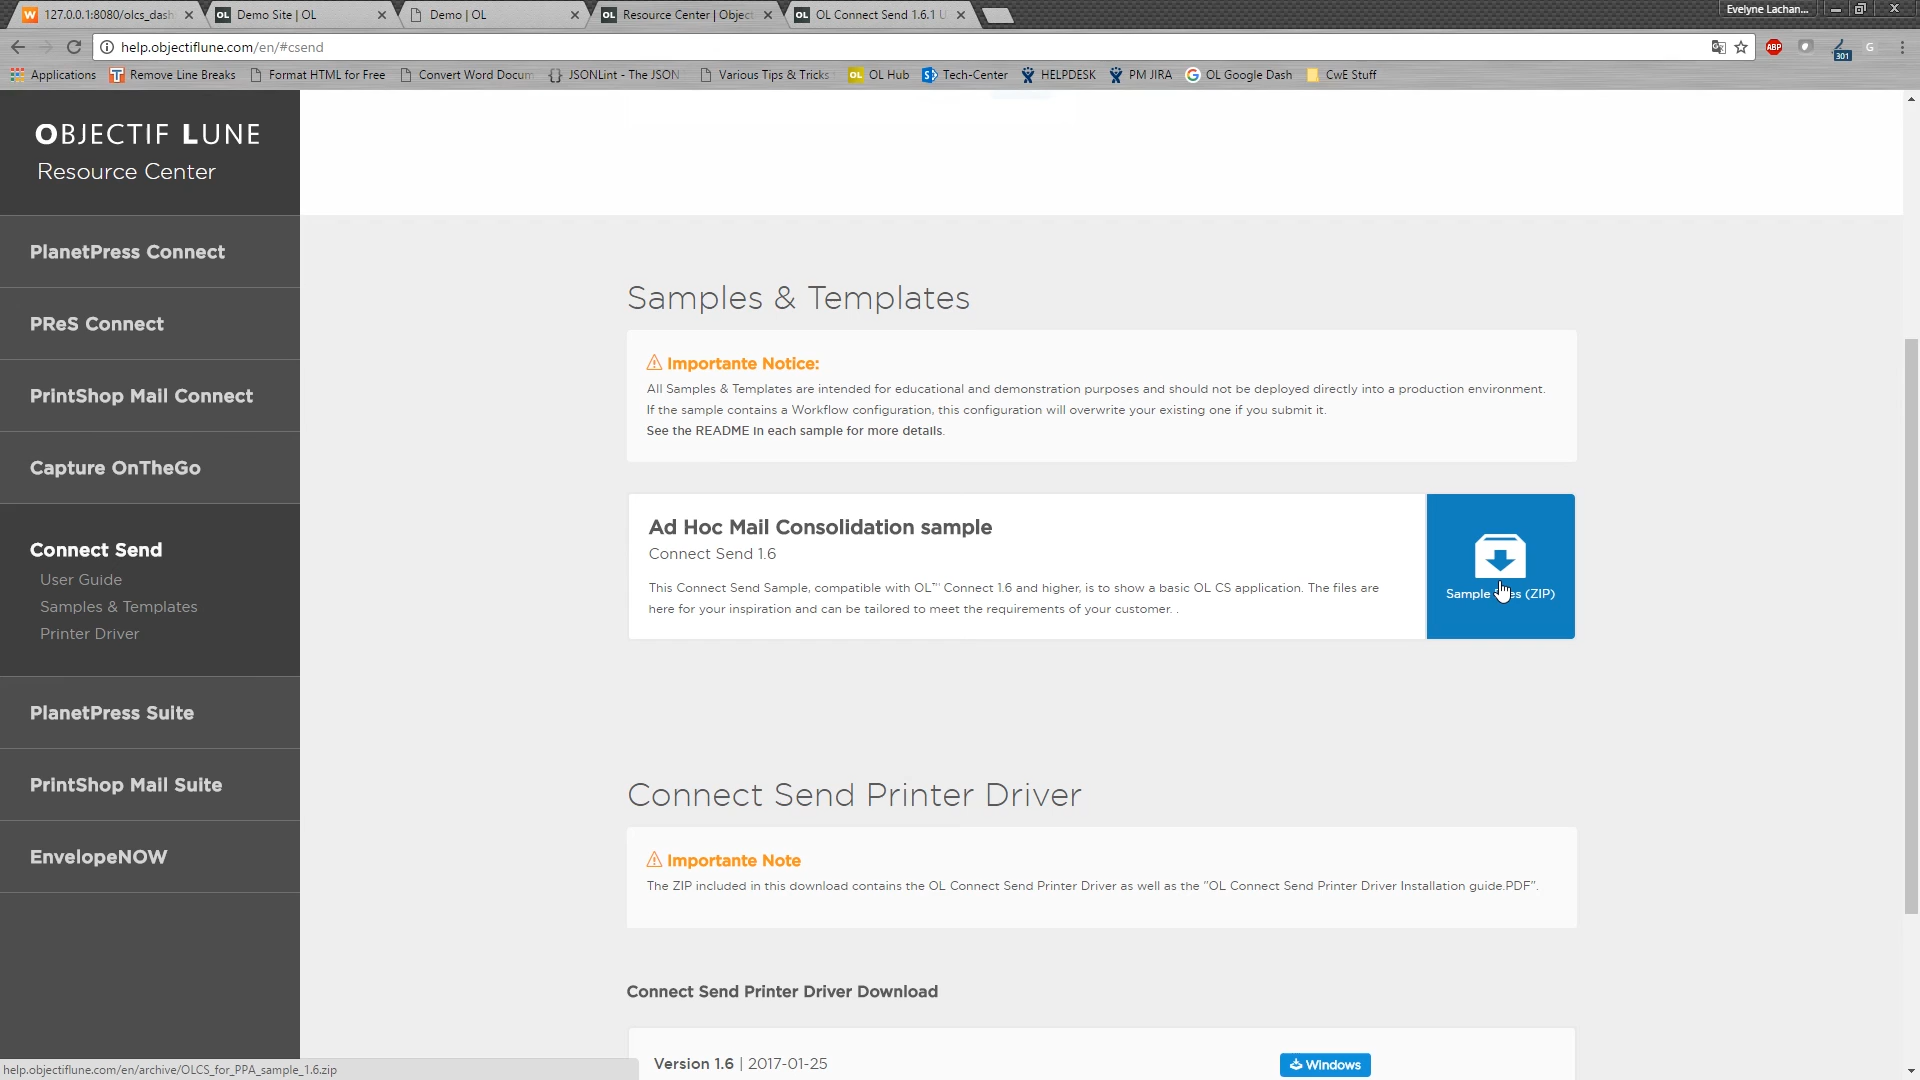 127.0.0.1:8080/olcs_dash
Demo Site | OL
Demo | OL
Resource Center | Object
OL Connect Send 1.6.1 U
Evelyne Lachan...
help.objectiflune.com/en/#csend
ABP
301
G
Applications
Remove Line Breaks
Format HTML for Free
Convert Word Docum
JSONLint - The JSON
Various Tips & Tricks
OL Hub
Tech-Center
HELPDESK
PM JIRA
OL Google Dash
CwE Stuff
OBJECTIF LUNE
Resource Center
PlanetPress Connect
PReS Connect
PrintShop Mail Connect
Capture OnTheGo
Connect Send
User Guide
Samples & Templates
Printer Driver
PlanetPress Suite
PrintShop Mail Suite
EnvelopeNOW
Samples & Templates
Importante Notice:
All Samples & Templates are intended for educational and demonstration purposes and should not be deployed directly into a production environment.
If the sample contains a Workflow configuration, this configuration will overwrite your existing one if you submit it.
See the README in each sample for more details.
Ad Hoc Mail Consolidation sample
Connect Send 1.6
This Connect Send Sample, compatible with OL™ Connect 1.6 and higher, is to show a basic OL CS application. The files are
here for your inspiration and can be tailored to meet the requirements of your customer. .
Sample (ZIP)
Connect Send Printer Driver
Importante Note
The ZIP included in this download contains the OL Connect Send Printer Driver as well as the "OL Connect Send Printer Driver Installation guide.PDF".
Connect Send Printer Driver Download
Version 1.6 | 2017-01-25
Windows
help.objectiflune.com/en/archive/OLCS_for_PPA_sample_1.6.zip